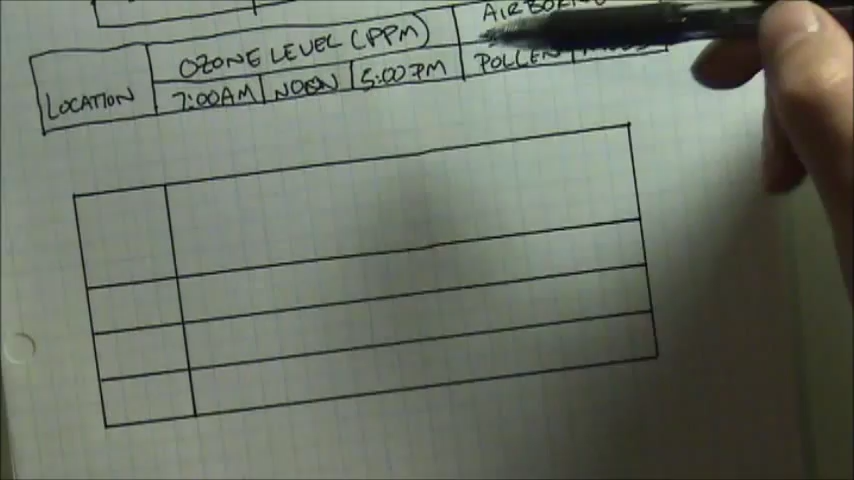 OZONE LEVEL (PPM)
LOCATION
7:00AM NOON 5:00PM
POLLEN